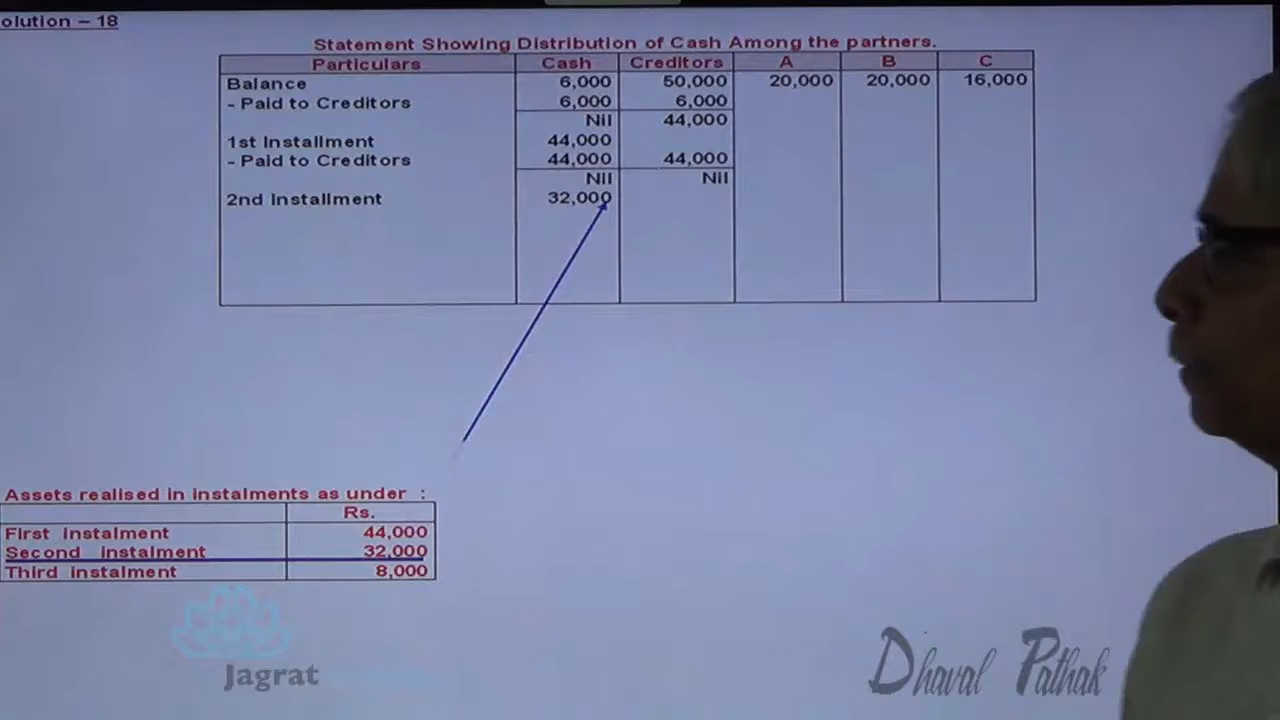 olution – 18
Statement Showing Distribution of Cash Among the partners.
Particulars Cash Creditors A B C
Balance 6,000 50,000 20,000 20,000 16,000
- Paid to Creditors 6,000 6,000
Nil 44,000
1st Installment 44,000
- Paid to Creditors 44,000 44,000
Nil Nil
2nd Installment 32,000
Assets realised in instalments as under :
Rs.
First instalment 44,000
Second instalment 32,000
Third instalment 8,000
Jagrat
Dhaval Pathak